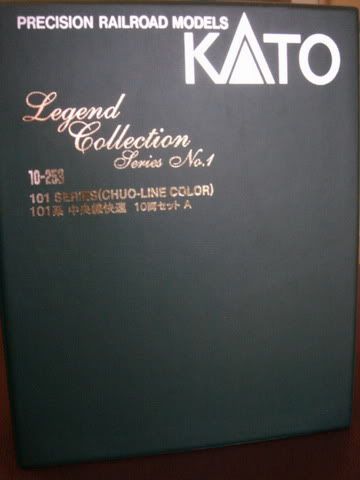 PRECISION RAILROAD MODELS
KATO
Legend
Collection
Series No.1
10-253
101 SERIES(CHUO-LINE COLOR)
101系 中央線快速 10両セット A